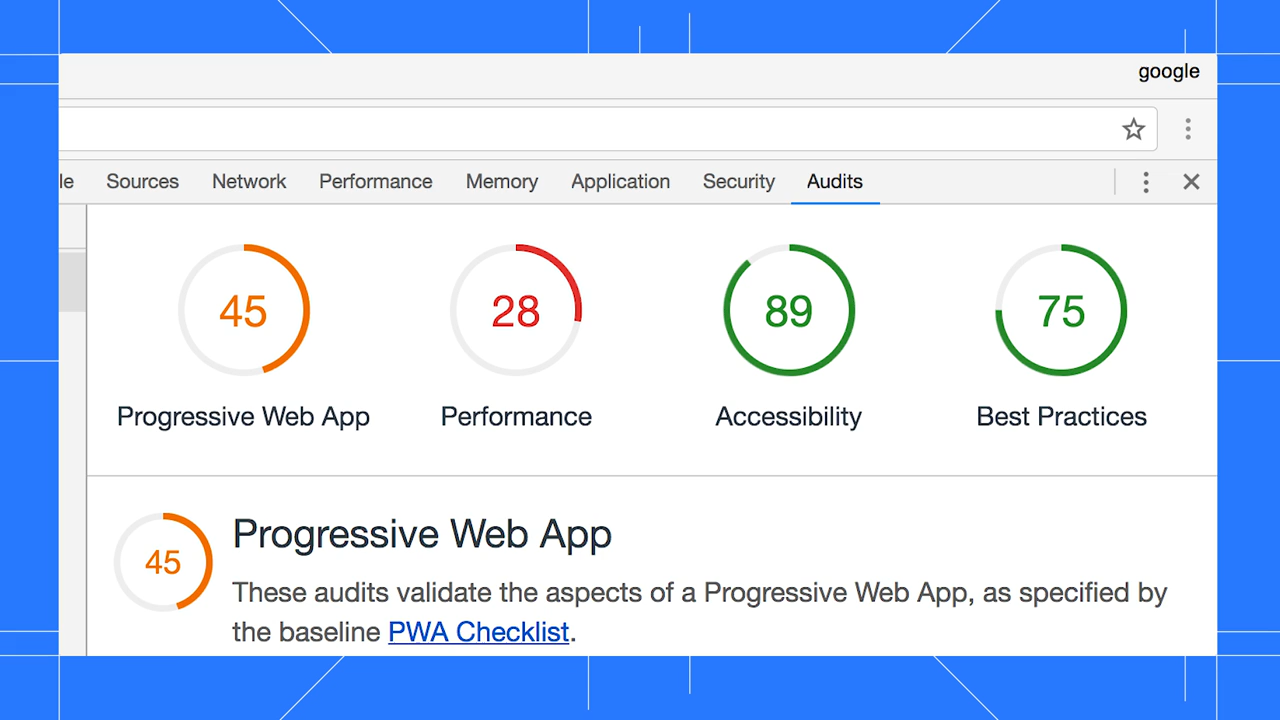 google
le Sources Network Performance Memory Application Security Audits
45 28 89 75
Progressive Web App Performance Accessibility Best Practices
45
Progressive Web App
These audits validate the aspects of a Progressive Web App, as specified by
the baseline PWA Checklist.